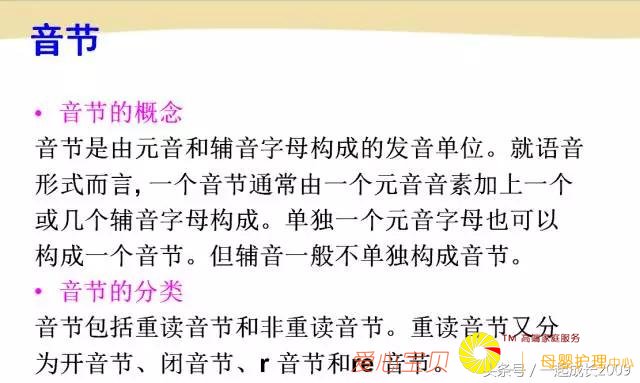 音节
• 音节的概念
音节是由元音和辅音字母构成的发音单位。就语音
形式而言,一个音节通常由一个元音音素加上一个
或几个辅音字母构成。单独一个元音字母也可以
构成一个音节。但辅音一般不单独构成音节。
• 音节的分类
音节包括重读音节和非重读音节。重读音节又分
为开音节、闭音节、r 音节和re 音节。
爱心宝贝
TM 高端家庭服务
母婴护理中心
头条号 / 一起成长2009